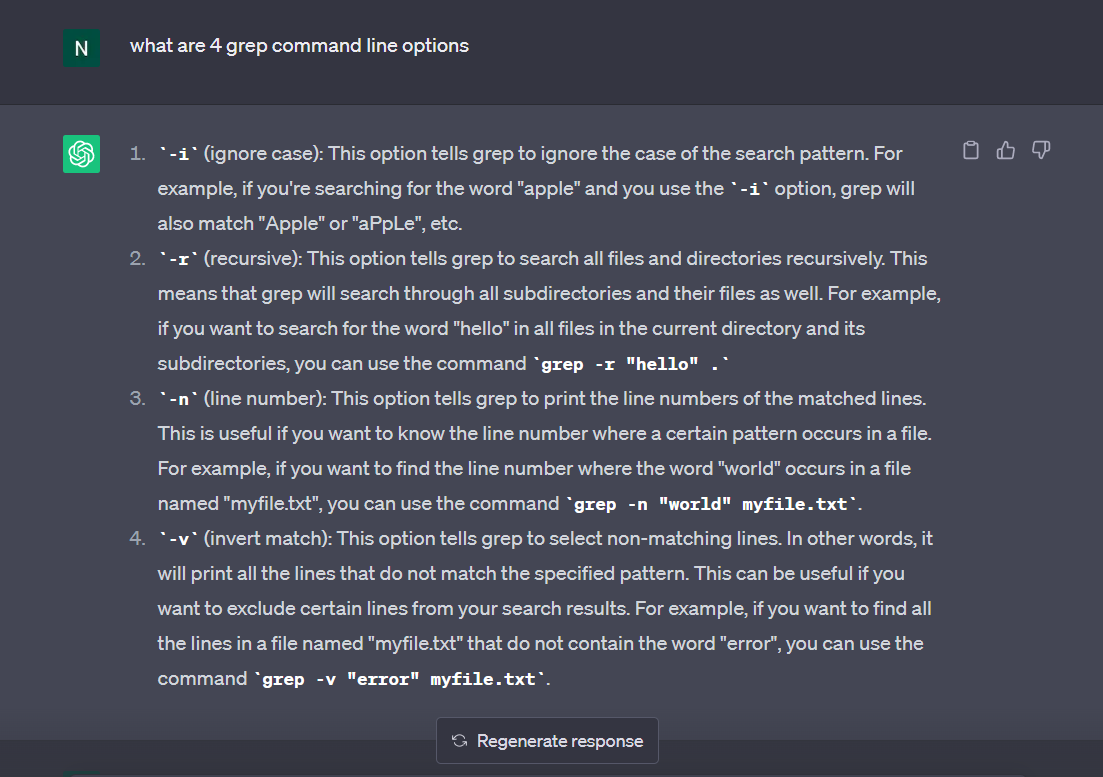 N
what are 4 grep command line options
1. `-i` (ignore case): This option tells grep to ignore the case of the search pattern. For
example, if you're searching for the word "apple" and you use the `-i` option, grep will
also match "Apple" or "aPpLe", etc.
2. `-r` (recursive): This option tells grep to search all files and directories recursively. This
means that grep will search through all subdirectories and their files as well. For example,
if you want to search for the word "hello" in all files in the current directory and its
subdirectories, you can use the command `grep -r "hello" .`
3. `-n` (line number): This option tells grep to print the line numbers of the matched lines.
This is useful if you want to know the line number where a certain pattern occurs in a file.
For example, if you want to find the line number where the word "world" occurs in a file
named "myfile.txt", you can use the command `grep -n "world" myfile.txt`.
4. `-v` (invert match): This option tells grep to select non-matching lines. In other words, it
will print all the lines that do not match the specified pattern. This can be useful if you
want to exclude certain lines from your search results. For example, if you want to find all
the lines in a file named "myfile.txt" that do not contain the word "error", you can use the
command `grep -v "error" myfile.txt`.
Regenerate response